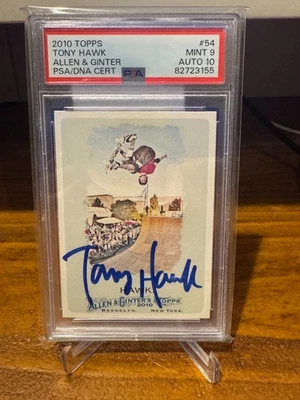 2010 TOPPS #54
TONY HAWK MINT 9
ALLEN & GINTER AUTO 10
PSA/DNA CERT PSA 82723155
Tony Hawk
HAWK
ALLEN & GINTER'S TOPPS
2010
BROOKLYN, NEW YORK.